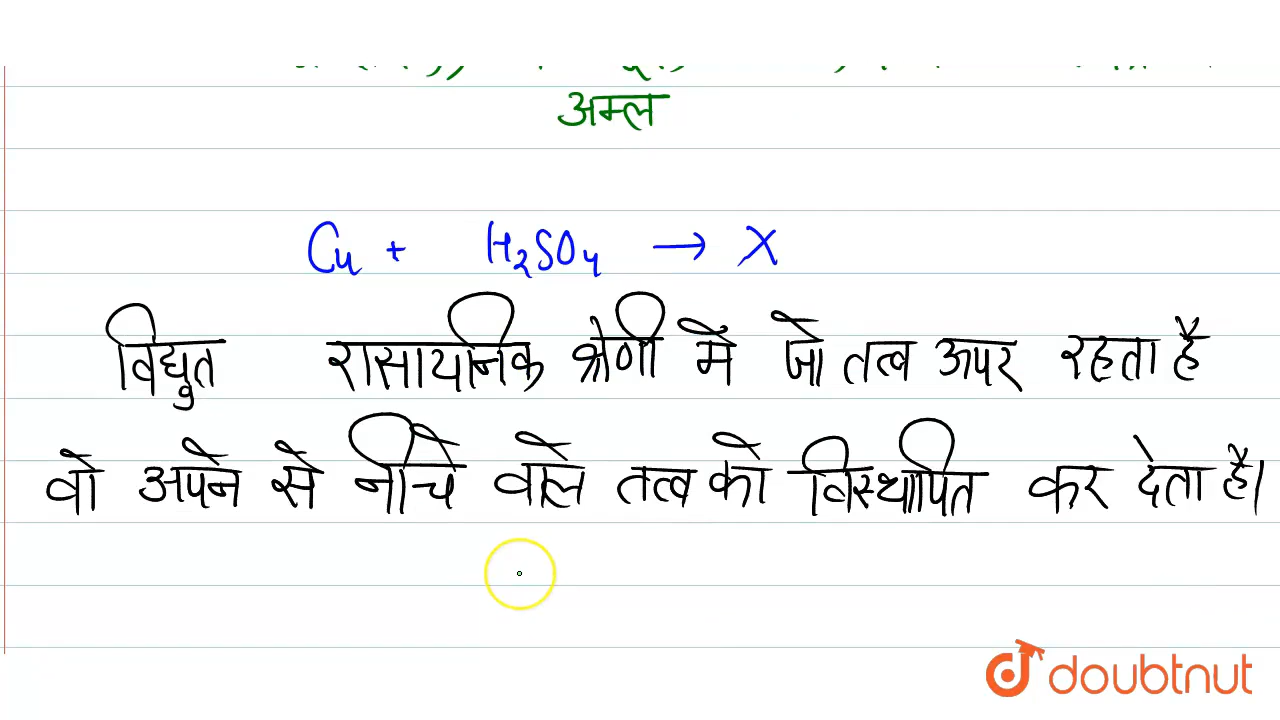 अम्ल
Cu + H₂SO₄ → X
विद्युत रासायनिक श्रेणी में जो तत्व ऊपर रहता है
वो अपने से नीचे वाले तत्व को विस्थापित कर देता है।
doubtnut